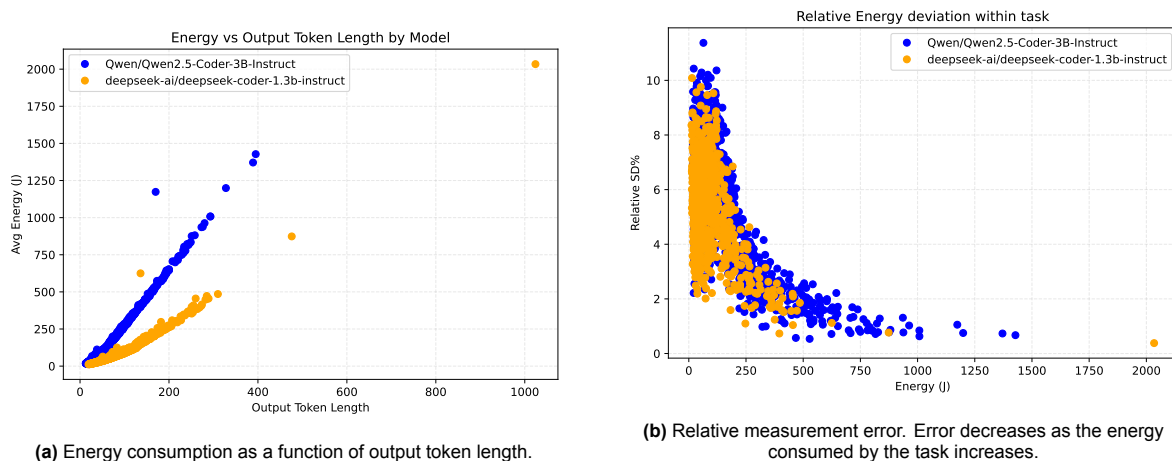 Energy vs Output Token Length by Model
Qwen/Qwen2.5-Coder-3B-Instruct
deepseek-ai/deepseek-coder-1.3b-instruct
2000
1750
1500
1250
1000
750
500
250
0
Avg Energy (J)
0 200 400 600 800 1000
Output Token Length
(a) Energy consumption as a function of output token length.
Relative Energy deviation within task
Qwen/Qwen2.5-Coder-3B-Instruct
deepseek-ai/deepseek-coder-1.3b-instruct
10
8
6
4
2
0
Relative SD%
0 250 500 750 1000 1250 1500 1750 2000
Energy (J)
(b) Relative measurement error. Error decreases as the energy
consumed by the task increases.